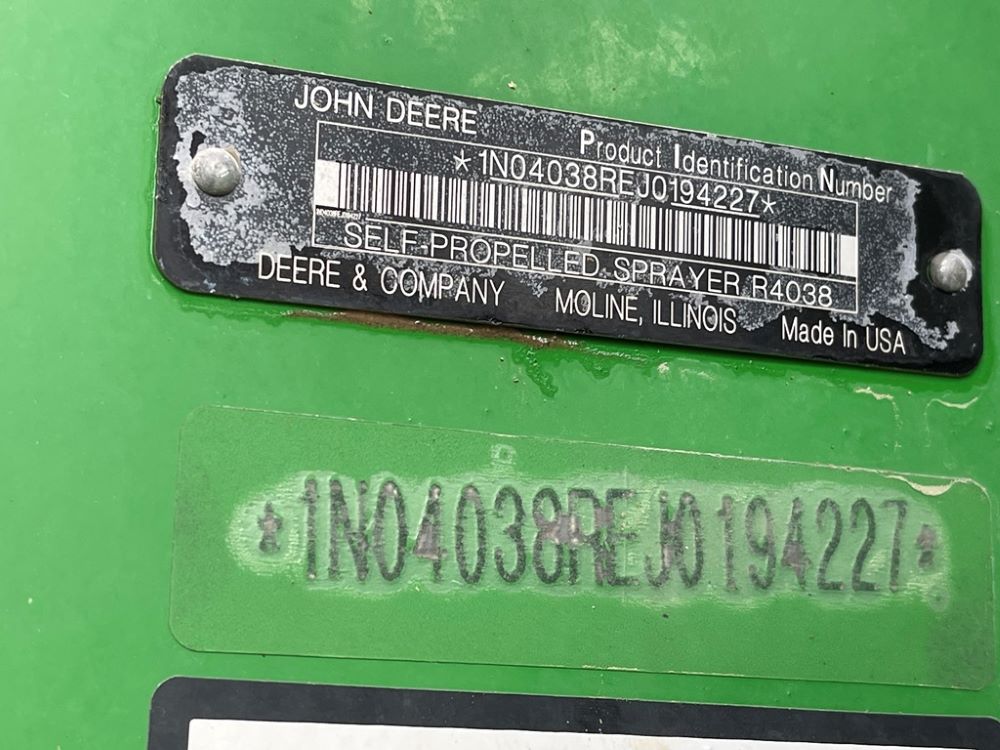 JOHN DEERE
Product Identification Number
*1N04038REJ0194227*
SELF-PROPELLED SPRAYER R4038
DEERE & COMPANY MOLINE, ILLINOIS Made In USA
*1N04038REJ0194227*